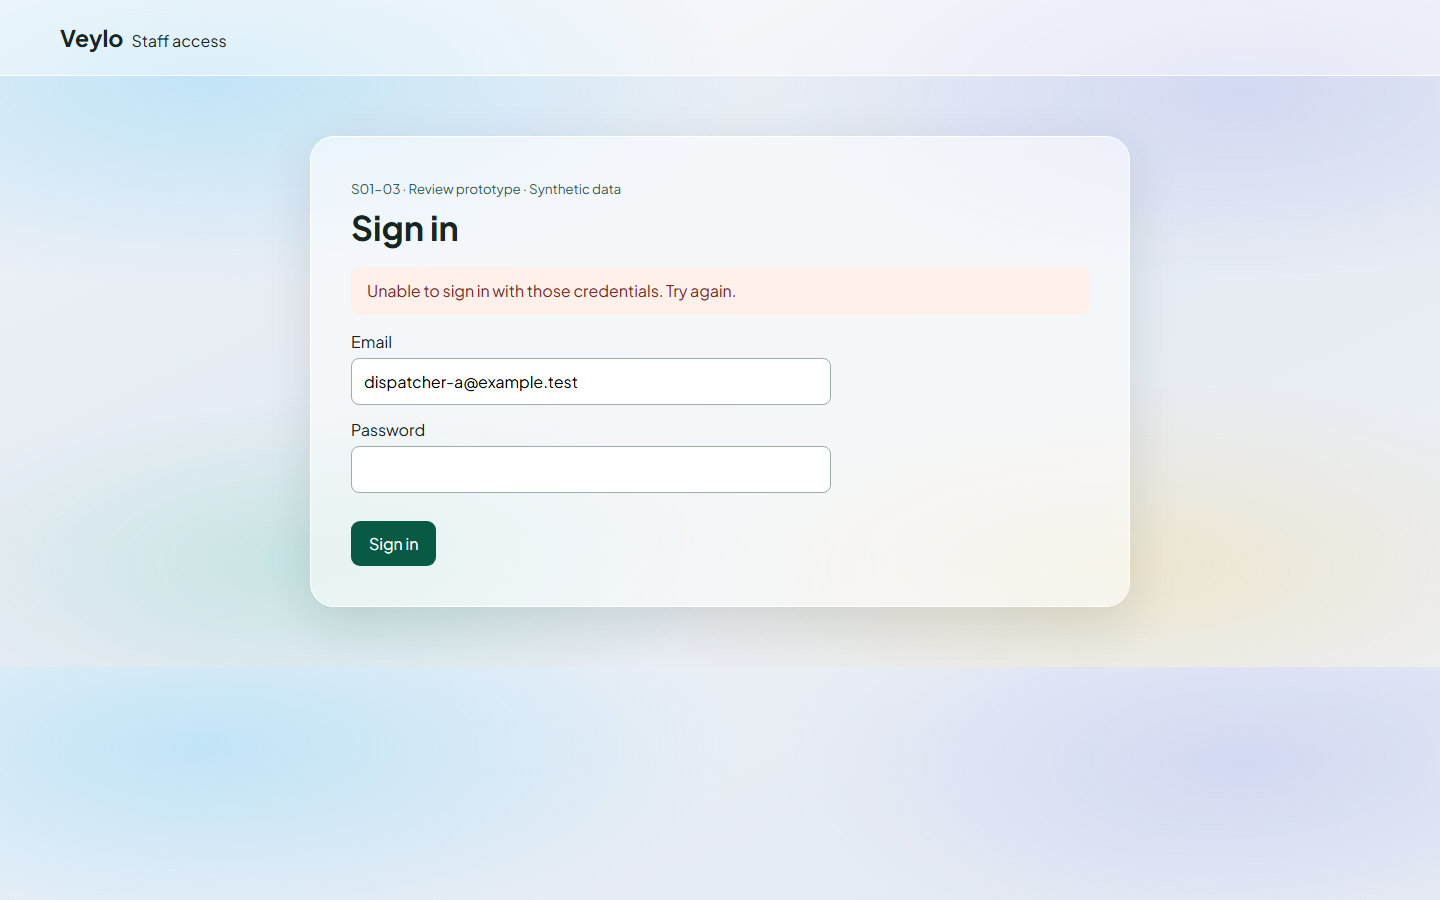 Veylo Staff access
S01–03 · Review prototype · Synthetic data
Sign in
Unable to sign in with those credentials. Try again.
Email
dispatcher-a@example.test
Password
Sign in